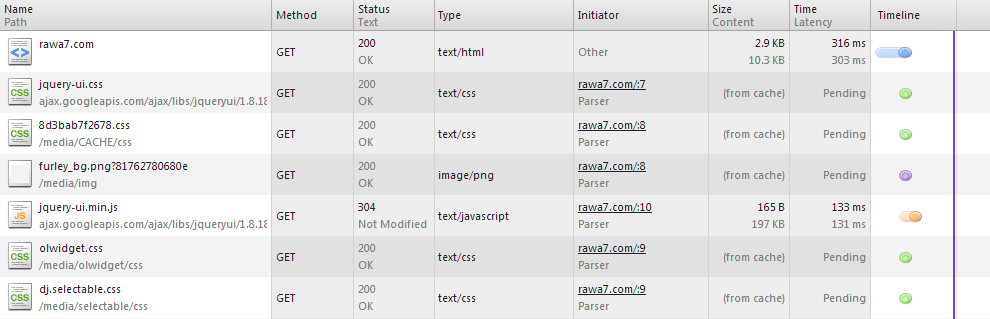 Name Method Status Type Initiator Size Time Timeline
Path Text Content Latency
rawa7.com GET 200 text/html Other 2.9 KB 316 ms
OK 10.3 KB 303 ms
jquery-ui.css GET 200 text/css rawa7.com/:7 (from cache) Pending
ajax.googleapis.com/ajax/libs/jqueryui/1.8.18 OK Parser
CSS
8d3bab7f2678.css GET 200 text/css rawa7.com/:8 (from cache) Pending
/media/CACHE/css OK Parser
CSS
furley_bg.png?81762780680e GET 200 image/png rawa7.com/:8 (from cache) Pending
/media/img OK Parser
jquery-ui.min.js GET 304 text/javascript rawa7.com/:10 165 B 133 ms
ajax.googleapis.com/ajax/libs/jqueryui/1.8.18 Not Modified Parser 197 KB 131 ms
JS
olwidget.css GET 200 text/css rawa7.com/:9 (from cache) Pending
/media/olwidget/css OK Parser
CSS
dj.selectable.css GET 200 text/css rawa7.com/:9 (from cache) Pending
/media/selectable/css OK Parser
CSS